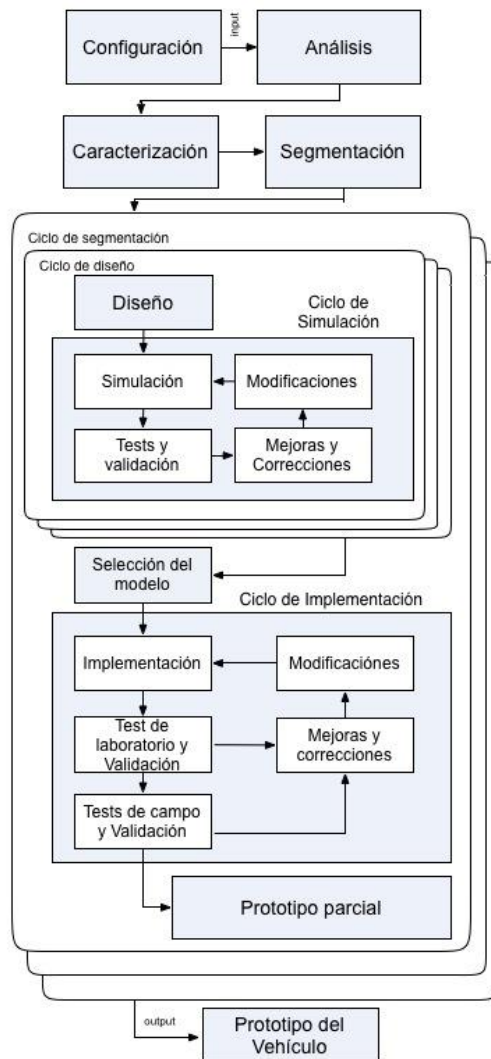 Configuración
input
Análisis
Caracterización
Segmentación
Ciclo de segmentación
Ciclo de diseño
Diseño
Ciclo de
Simulación
Simulación
Modificaciones
Tests y
validación
Mejoras y
Correcciones
Selección del
modelo
Ciclo de Implementación
Implementación
Modificaciónes
Test de
laboratorio y
Validación
Mejoras y
correcciones
Tests de campo
y Validación
Prototipo parcial
output
Prototipo del
Vehículo